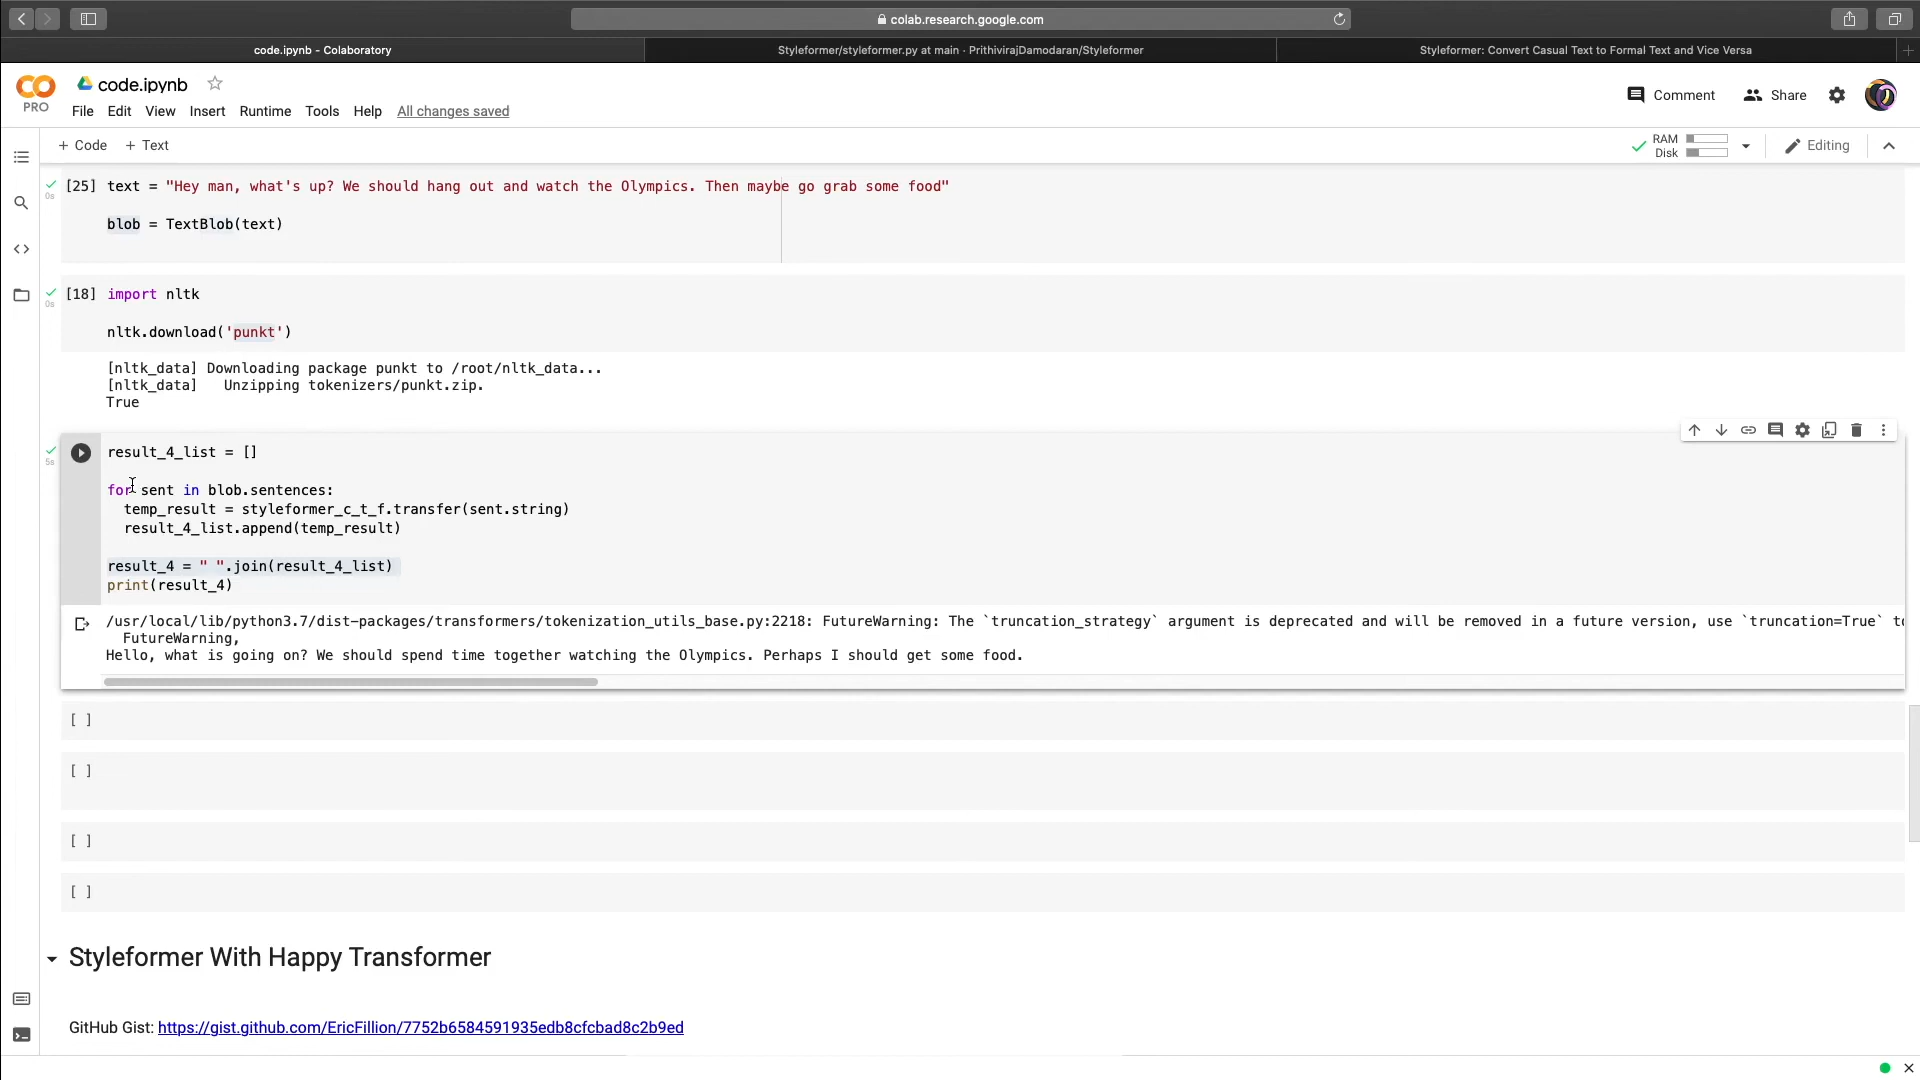 colab.research.google.com
code.ipynb - Colaboratory
Styleformer/styleformer.py at main · PrithivirajDamodaran/Styleformer
Styleformer: Convert Casual Text to Formal Text and Vice Versa
PRO
code.ipynb
File Edit View Insert Runtime Tools Help All changes saved
Comment
Share
+ Code + Text
RAM
Disk
Editing
[25] text = "Hey man, what's up? We should hang out and watch the Olympics. Then maybe go grab some food"
0s
blob = TextBlob(text)
[18] import nltk
0s
nltk.download('punkt')
[nltk_data] Downloading package punkt to /root/nltk_data...
[nltk_data]   Unzipping tokenizers/punkt.zip.
True
result_4_list = []
5s
for sent in blob.sentences:
temp_result = styleformer_c_t_f.transfer(sent.string)
result_4_list.append(temp_result)
result_4 = " ".join(result_4_list)
print(result_4)
/usr/local/lib/python3.7/dist-packages/transformers/tokenization_utils_base.py:2218: FutureWarning: The `truncation_strategy` argument is deprecated and will be removed in a future version, use `truncation=True` to
FutureWarning,
Hello, what is going on? We should spend time together watching the Olympics. Perhaps I should get some food.
[ ]
[ ]
[ ]
[ ]
Styleformer With Happy Transformer
GitHub Gist: https://gist.github.com/EricFillion/7752b6584591935edb8cfcbad8c2b9ed